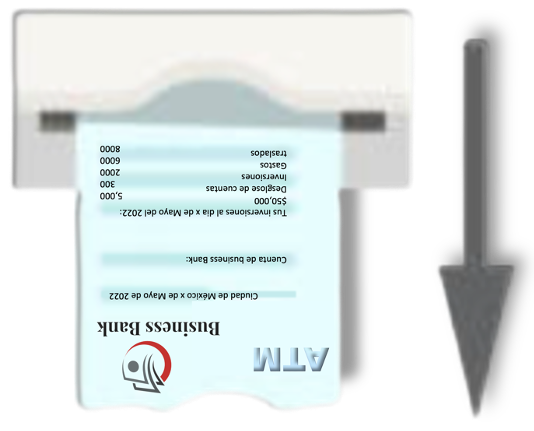 ATM
Business Bank
Ciudad de México x de Mayo de 2022
Cuenta de business Bank:
Tus inversiones al dia x de Mayo del 2022:
$50,000 5,000
Desglose de cuentas 300
Inversiones 2000
Gastos 6000
traslados 8000